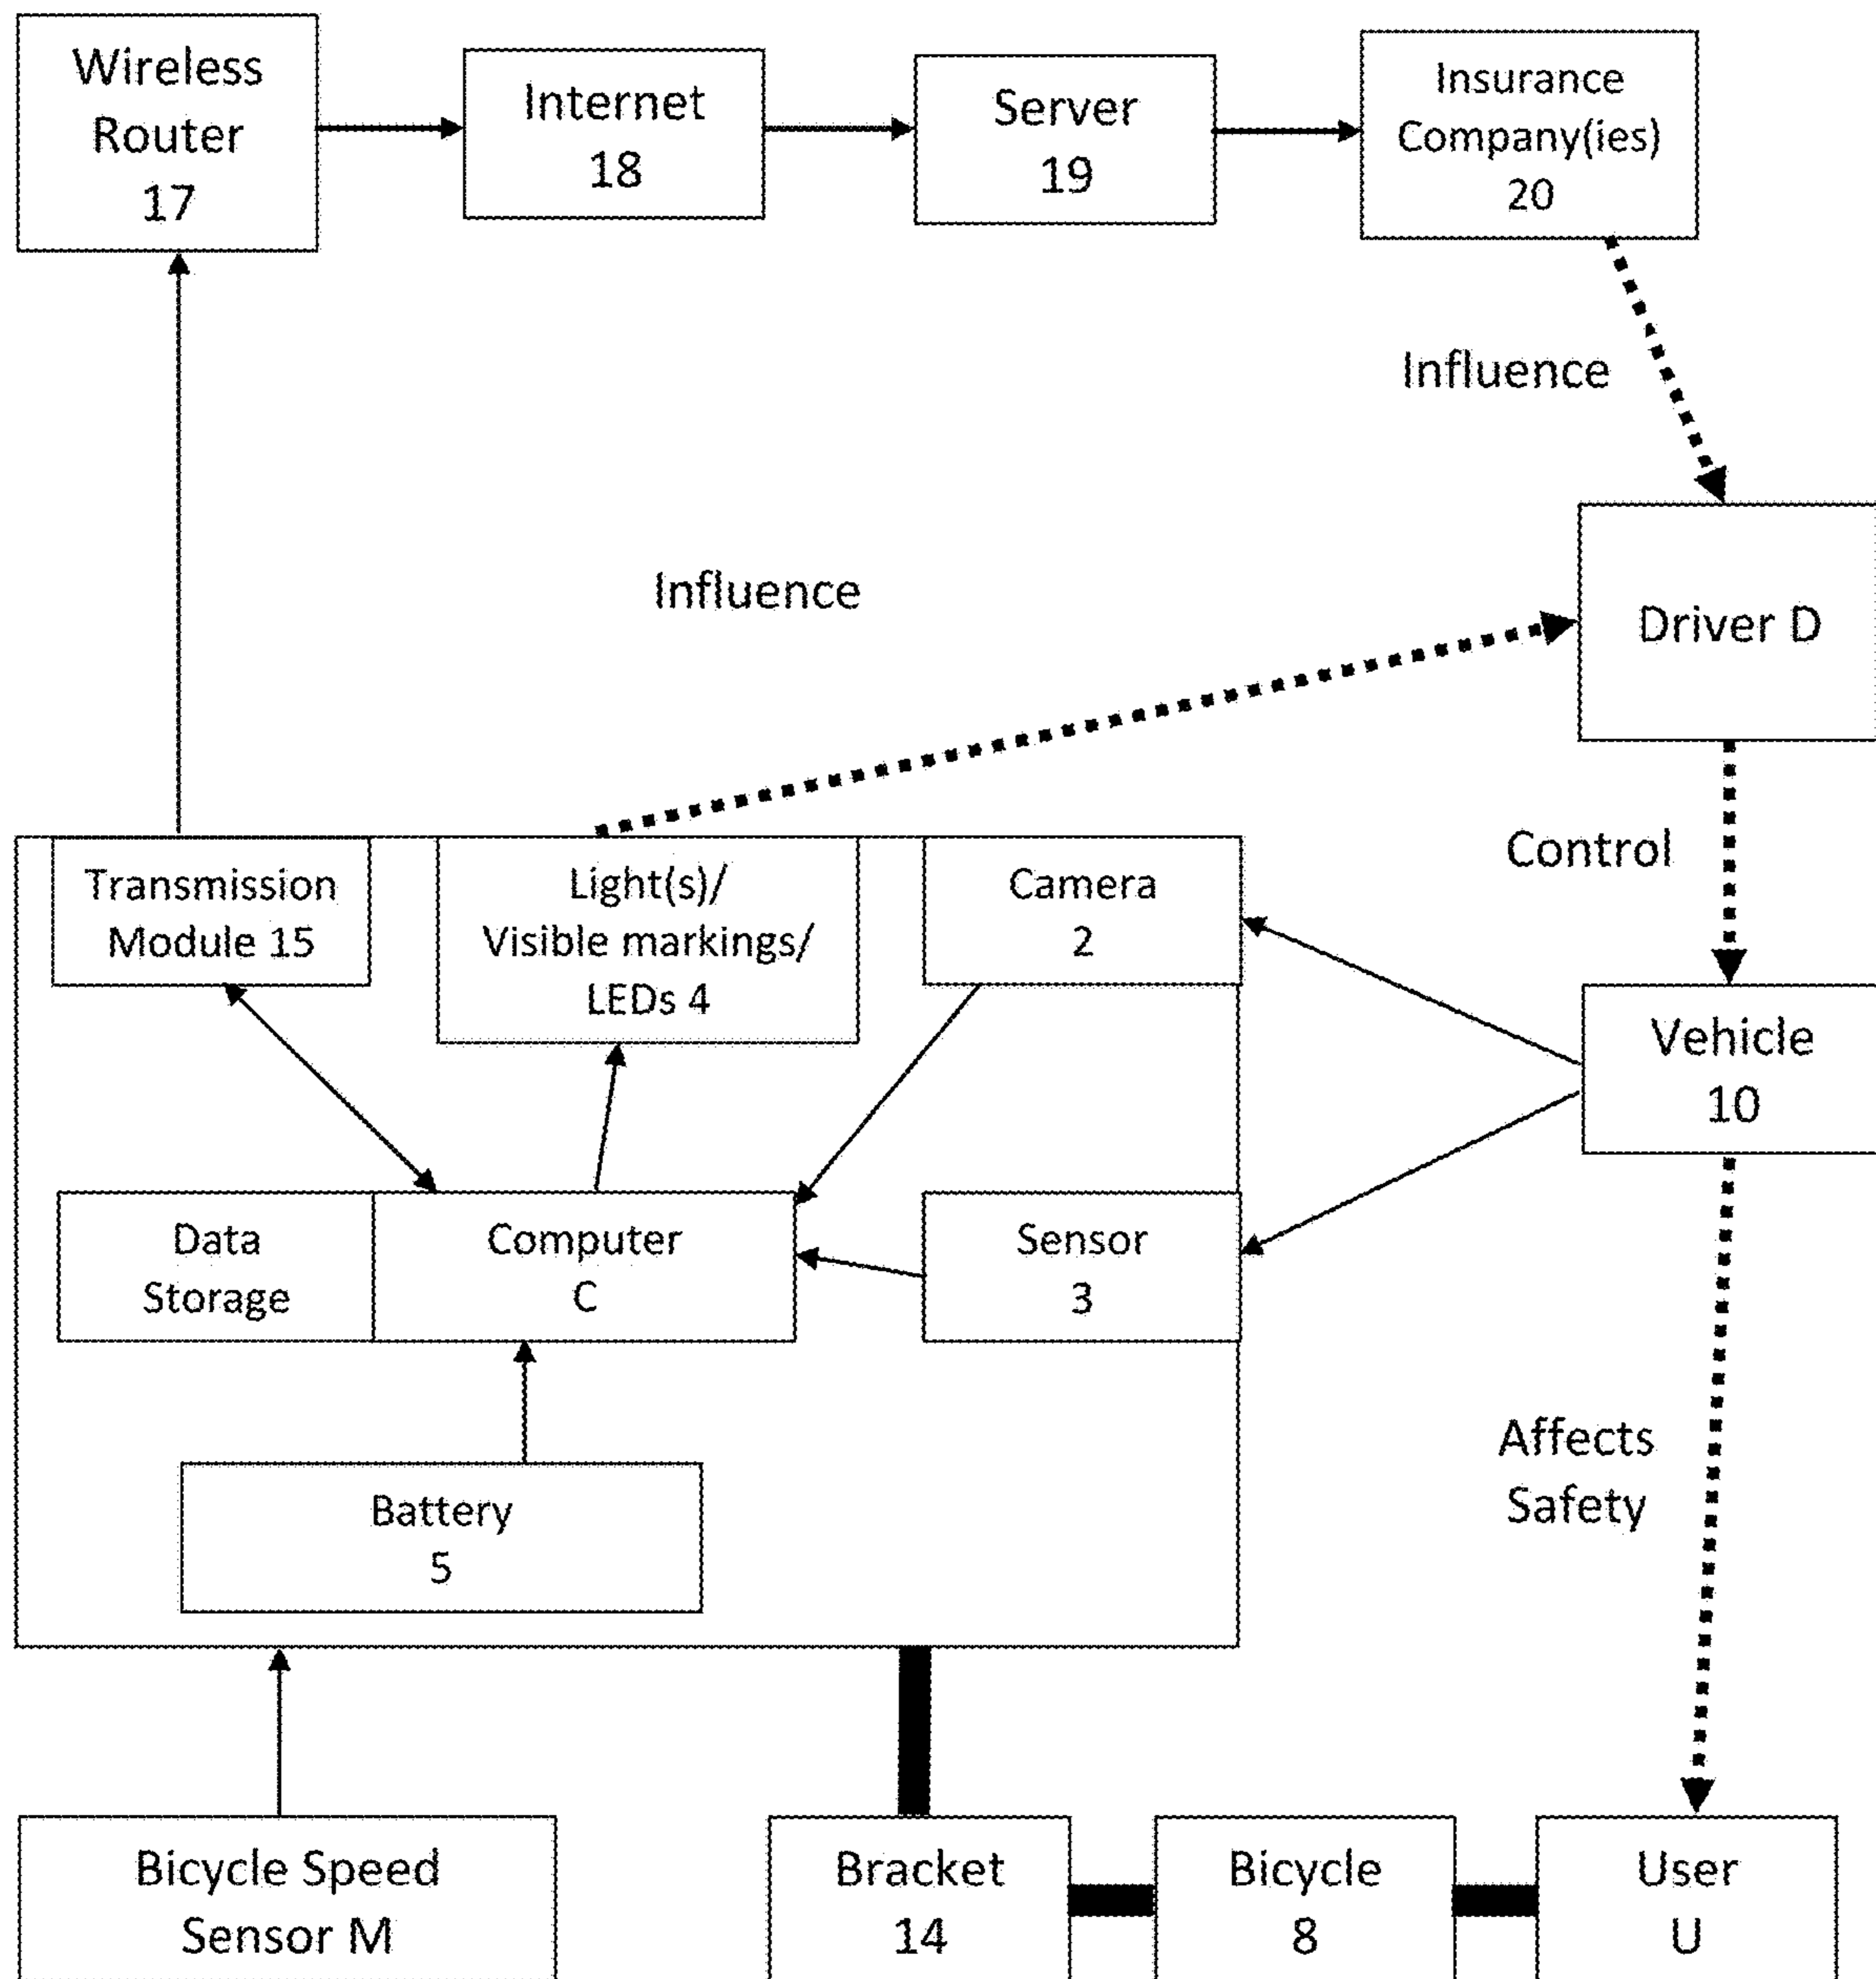 Wireless
Router
17
Internet
18
Server
19
Insurance
Company(ies)
20
Influence
Influence
Driver D
Control
Transmission
Module 15
Light(s)/
Visible markings/
LEDs 4
Camera
2
Vehicle
10
Data
Storage
Computer
C
Sensor
3
Affects
Safety
Battery
5
Bicycle Speed
Sensor M
Bracket
14
Bicycle
8
User
U